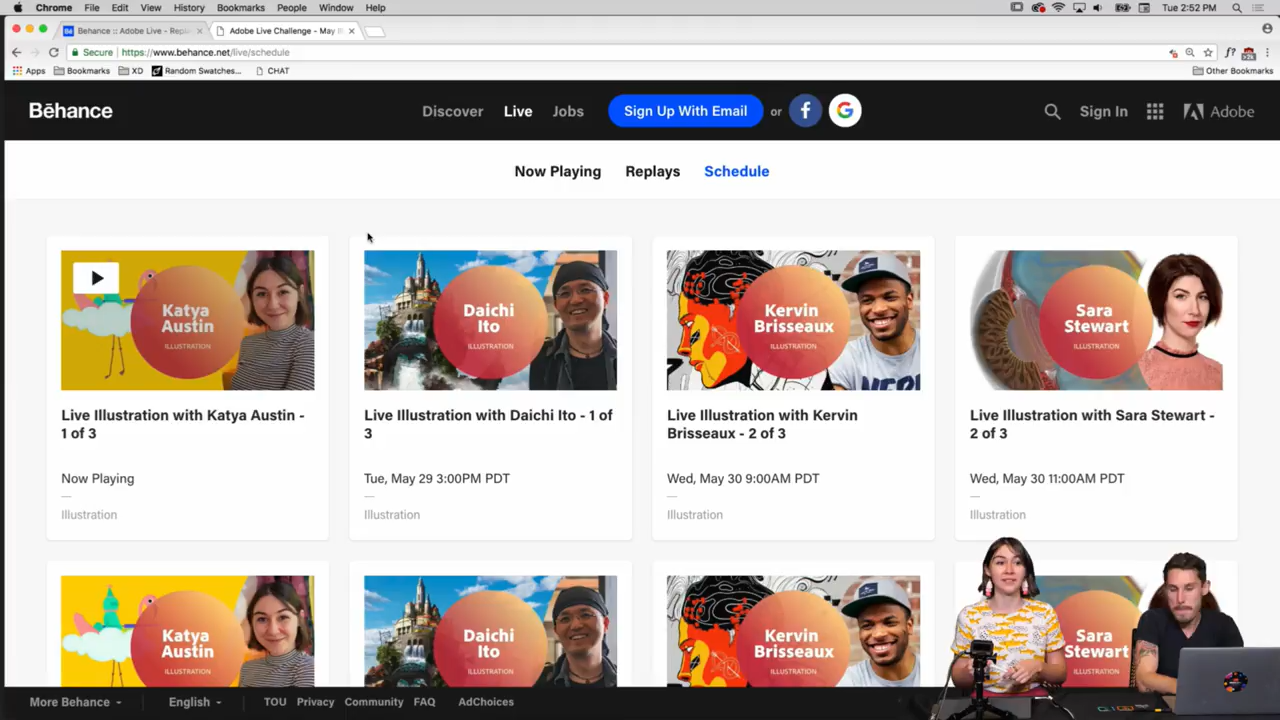 Chrome File Edit View History Bookmarks People Window Help Tue 2:52 PM
Behance :: Adobe Live - Repla
Adobe Live Challenge - May I
Secure https://www.behance.net/live/schedule
Apps Bookmarks XD Random Swatches... CHAT Other Bookmarks
Bēhance Discover Live Jobs Sign Up With Email or f G Sign In Adobe
Now Playing Replays Schedule
Katya Austin ILLUSTRATION
Live Illustration with Katya Austin -
1 of 3
Now Playing
Illustration
Daichi Ito ILLUSTRATION
Live Illustration with Daichi Ito - 1 of
3
Tue, May 29 3:00PM PDT
Illustration
Kervin Brisseaux ILLUSTRATION
Live Illustration with Kervin
Brisseaux - 2 of 3
Wed, May 30 9:00AM PDT
Illustration
Sara Stewart ILLUSTRATION
Live Illustration with Sara Stewart -
2 of 3
Wed, May 30 11:00AM PDT
Illustration
Katya Austin ILLUSTRATION
Daichi Ito ILLUSTRATION
Kervin Brisseaux ILLUSTRATION
Sara Stewart
More Behance English TOU Privacy Community FAQ AdChoices